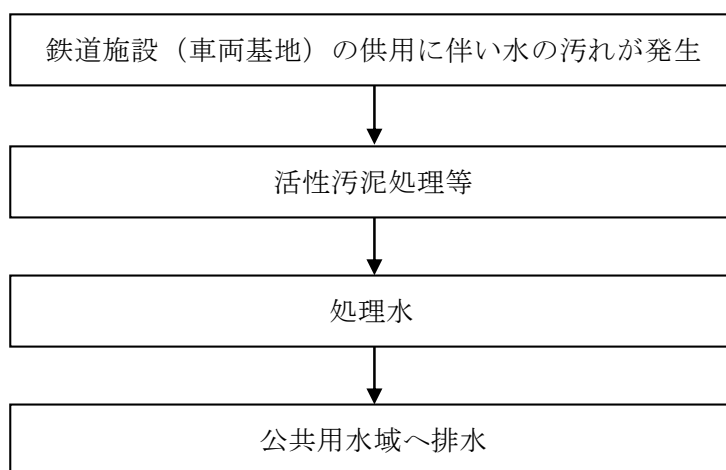 鉄道施設（車両基地）の供用に伴い水の汚れが発生
活性汚泥処理等
処理水
公共用水域へ排水